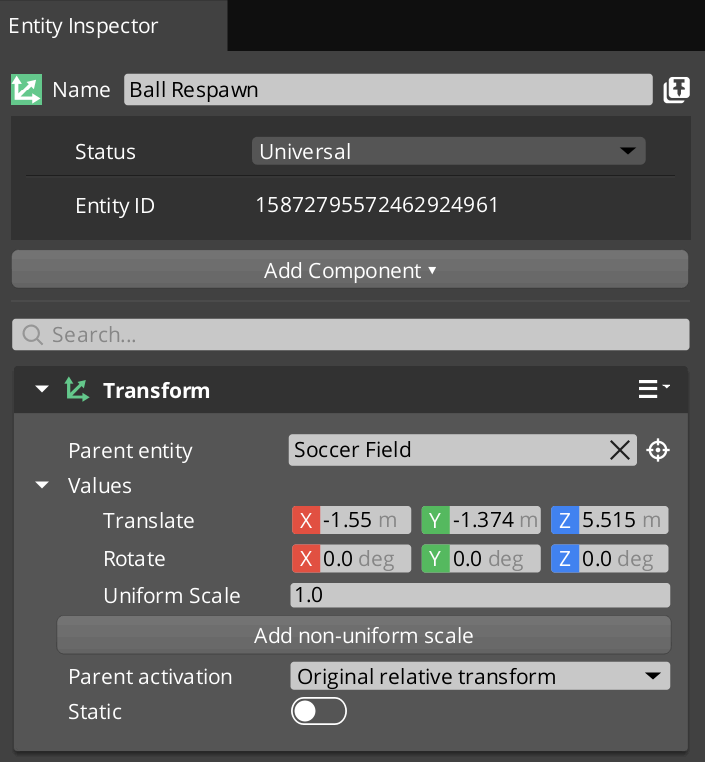 Entity Inspector
Name Ball Respawn
Status Universal
Entity ID 15872795572462924961
Add Component
Search...
Transform
Parent entity Soccer Field
Values
Translate X -1.55 m Y -1.374 m Z 5.515 m
Rotate X 0.0 deg Y 0.0 deg Z 0.0 deg
Uniform Scale 1.0
Add non-uniform scale
Parent activation Original relative transform
Static